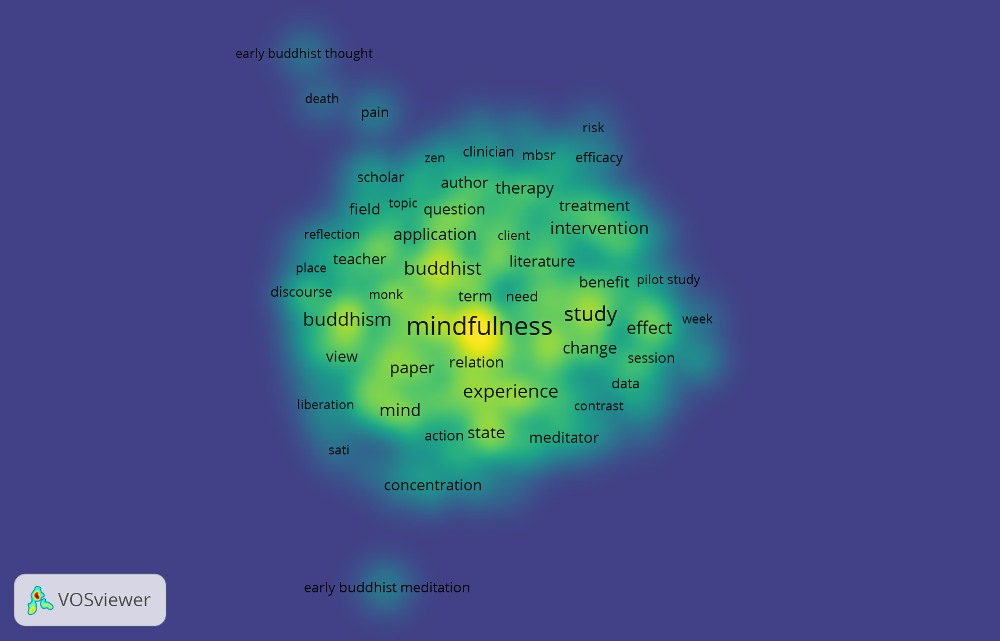 early buddhist thought
death
pain
risk
zen
clinician
mbsr
efficacy
scholar
author
therapy
field
topic
question
treatment
intervention
reflection
application
client
teacher
literature
place
buddhist
benefit
pilot study
discourse
monk
term
need
buddhism
mindfulness
study
effect
week
view
relation
change
session
paper
experience
data
liberation
mind
contrast
action
state
meditator
sati
concentration
early buddhist meditation
VOSviewer